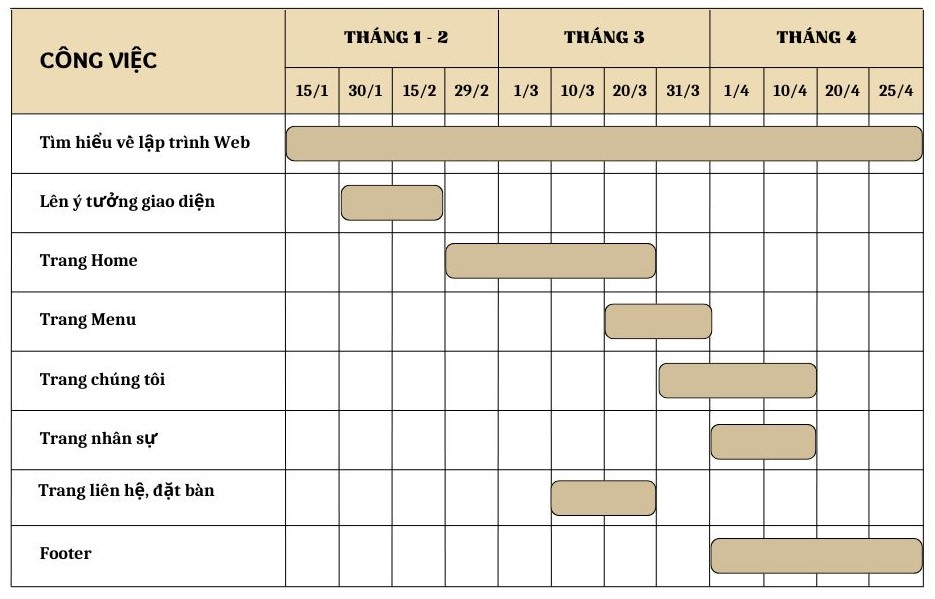 CÔNG VIỆC
THÁNG 1 - 2
THÁNG 3
THÁNG 4
15/1
30/1
15/2
29/2
1/3
10/3
20/3
31/3
1/4
10/4
20/4
25/4
Tìm hiểu về lập trình Web
Lên ý tưởng giao diện
Trang Home
Trang Menu
Trang chúng tôi
Trang nhân sự
Trang liên hệ, đặt bàn
Footer